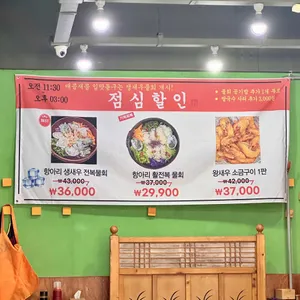 오전 11:30
오후 03:00
점심할인
항아리 생새우 전복물회
₩43,000
₩36,000
항아리 활전복 물회
₩37,000
₩29,900
왕새우 소금구이 1판
₩42,000
₩37,000